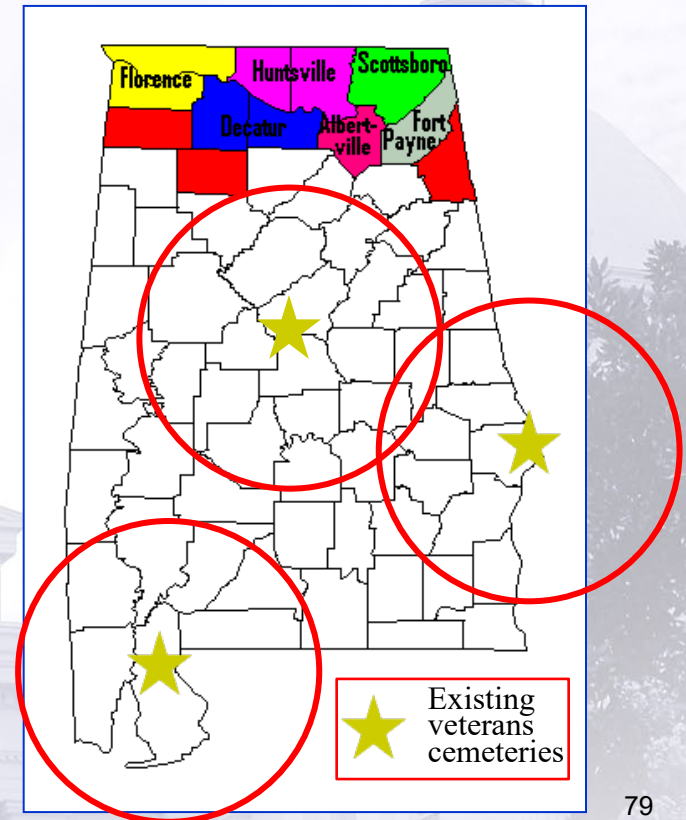 Florence
Huntsville
Scottsboro
Decatur
Albert-
ville
Fort
Payne
Existing
veterans
cemeteries
79